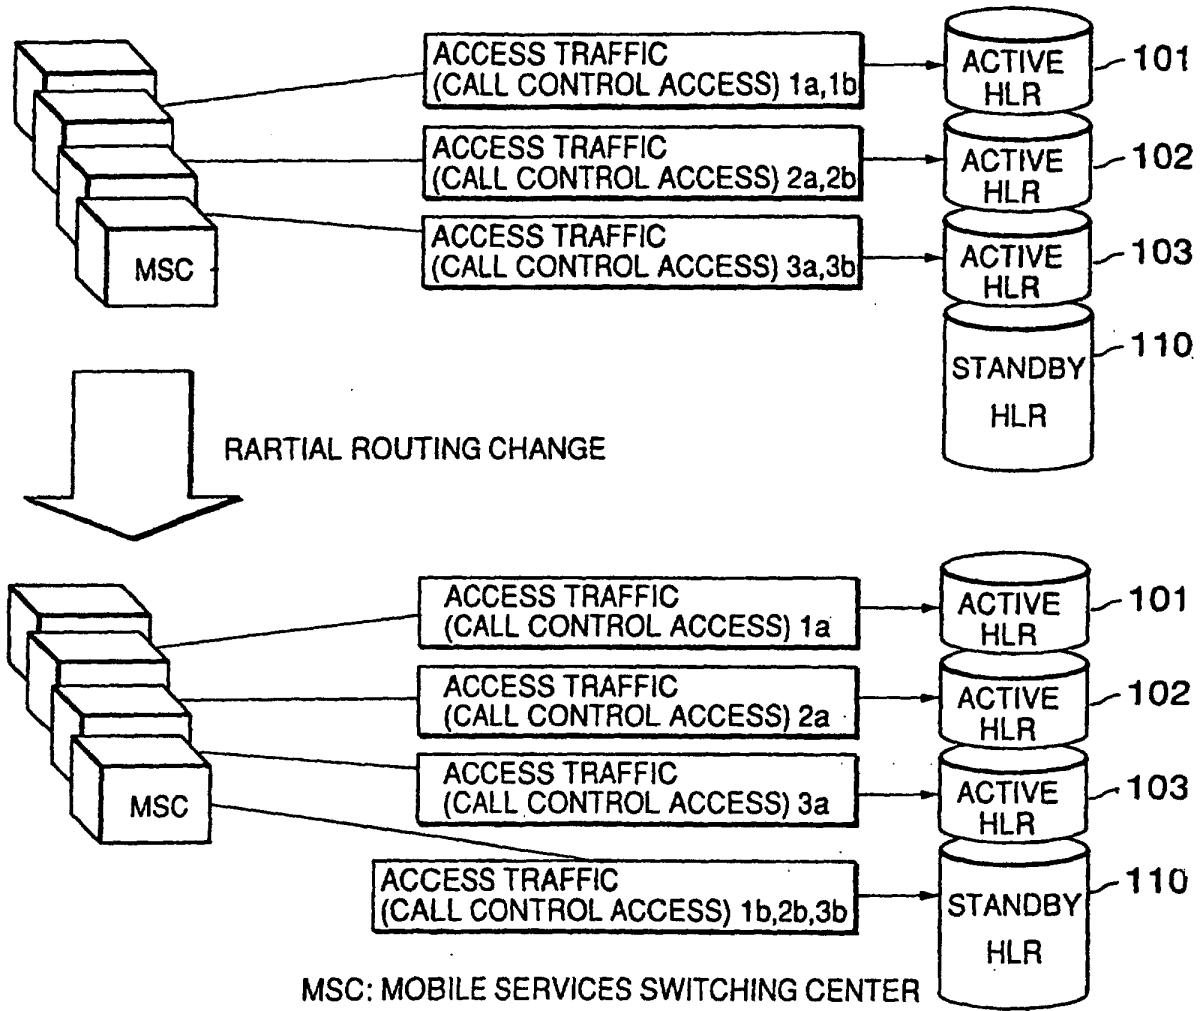 ACCESS TRAFFIC
(CALL CONTROL ACCESS) 1a,1b
ACTIVE
HLR
101
ACCESS TRAFFIC
(CALL CONTROL ACCESS) 2a,2b
ACTIVE
HLR
102
ACCESS TRAFFIC
(CALL CONTROL ACCESS) 3a,3b
ACTIVE
HLR
103
MSC
STANDBY
HLR
110
RARTIAL ROUTING CHANGE
ACCESS TRAFFIC
(CALL CONTROL ACCESS) 1a
ACTIVE
HLR
101
ACCESS TRAFFIC
(CALL CONTROL ACCESS) 2a
ACTIVE
HLR
102
ACCESS TRAFFIC
(CALL CONTROL ACCESS) 3a
ACTIVE
HLR
103
MSC
ACCESS TRAFFIC
(CALL CONTROL ACCESS) 1b,2b,3b
STANDBY
HLR
110
MSC: MOBILE SERVICES SWITCHING CENTER